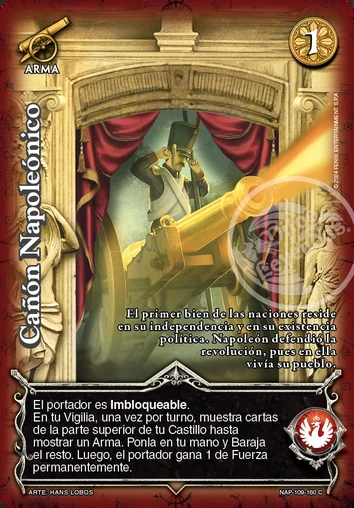 ARMA
1
Cañón Napoleónico
© 2024 FENIX ENTERTAINMENT S.P.A
El primer bien de las naciones reside
en su independencia y en su existencia
política. Napoleón defendió la
revolución, pues en ella
vivía su pueblo.
El portador es Imbloqueable.
En tu Vigilia, una vez por turno, muestra cartas
de la parte superior de tu Castillo hasta
mostrar un Arma. Ponla en tu mano y Baraja
el resto. Luego, el portador gana 1 de Fuerza
permanentemente.
ARTE: HANS LOBOS
NAP-109-160 C